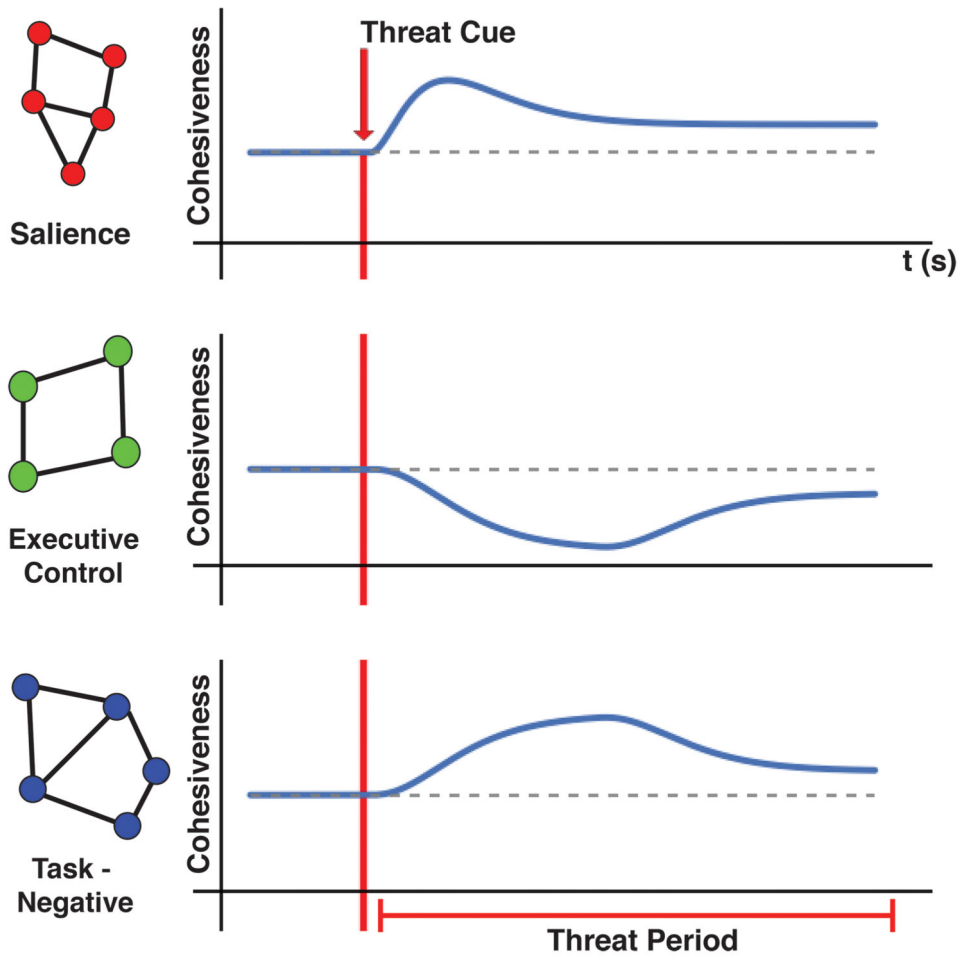 Threat Cue
Cohesiveness
Salience
t (s)
Cohesiveness
Executive
Control
Cohesiveness
Task -
Negative
Threat Period